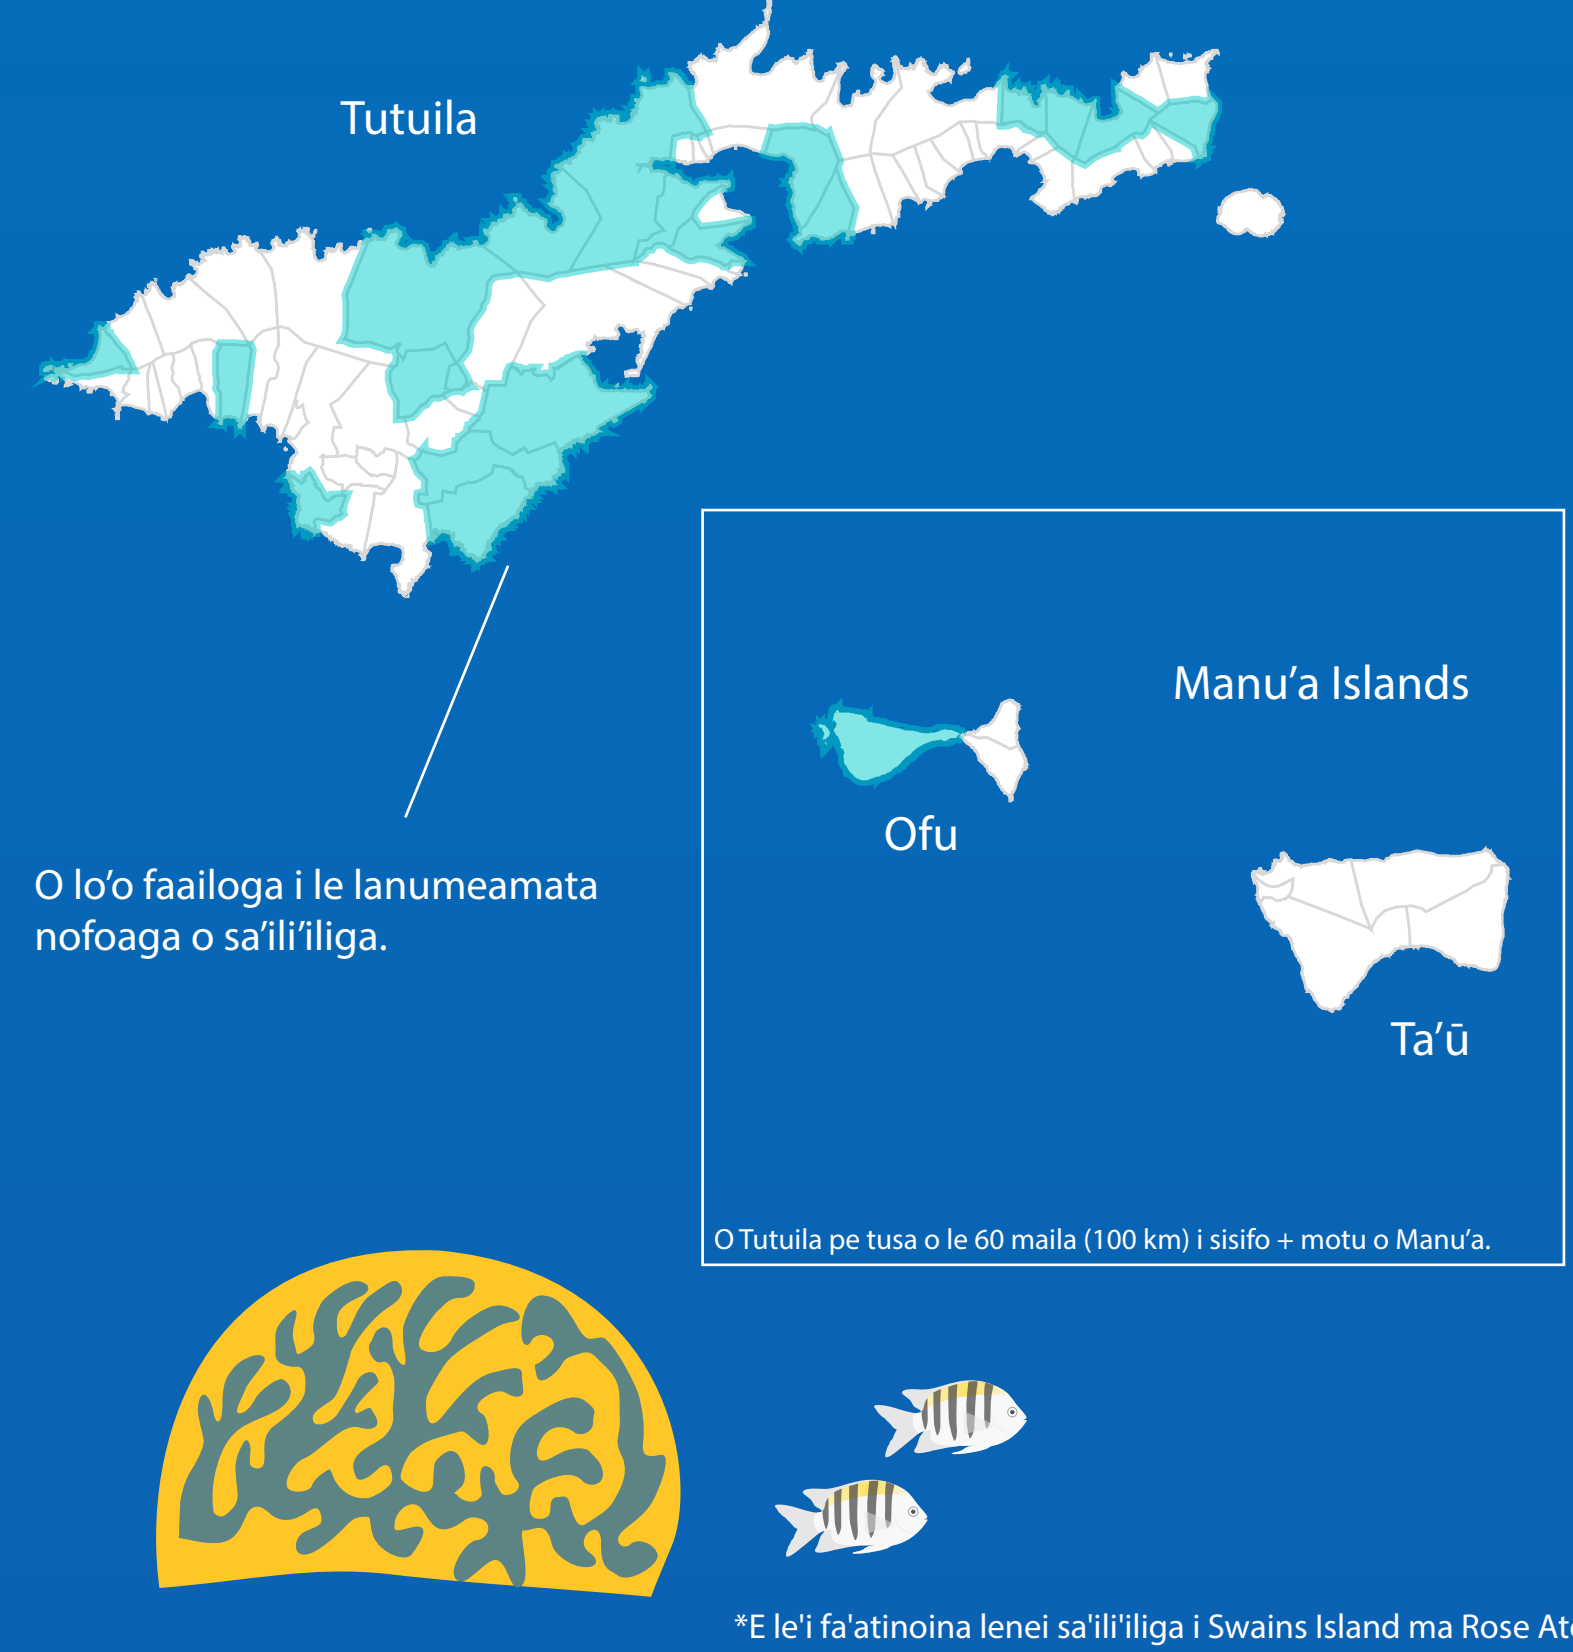 Tutuila
Manu’a Islands
Ofu
O lo’o faailoga i le lanumeamata
nofoaga o sa’ili’iliga.
Ta’ū
O Tutuila pe tusa o le 60 maila (100 km) i sisifo + motu o Manu’a.
*E le'i fa'atinoina lenei sa'ili'iliga i Swains Island ma Rose